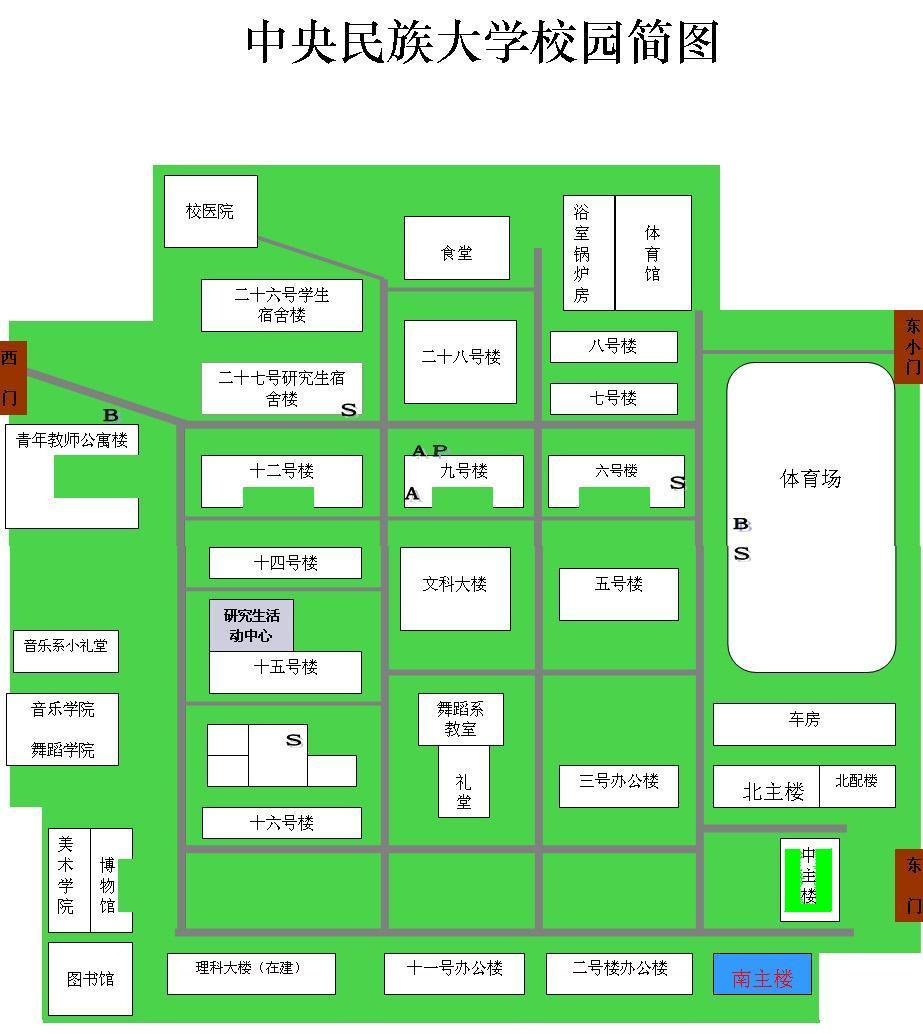 中央民族大学校园简图
校医院
食堂
浴室锅炉房
体育馆
二十六号学生
宿舍楼
二十八号楼
八号楼
东小门
西门
二十七号研究生宿
舍楼
S
七号楼
B
青年教师公寓楼
十二号楼
A P
九号楼
A
六号楼
S
体育场
B
S
十四号楼
文科大楼
五号楼
研究生活
动中心
十五号楼
音乐系小礼堂
音乐学院
舞蹈学院
舞蹈系
教室
礼堂
车房
S
三号办公楼
北主楼
北配楼
十六号楼
美术学院
博物馆
中主楼
东门
图书馆
理科大楼（在建）
十一号办公楼
二号楼办公楼
南主楼